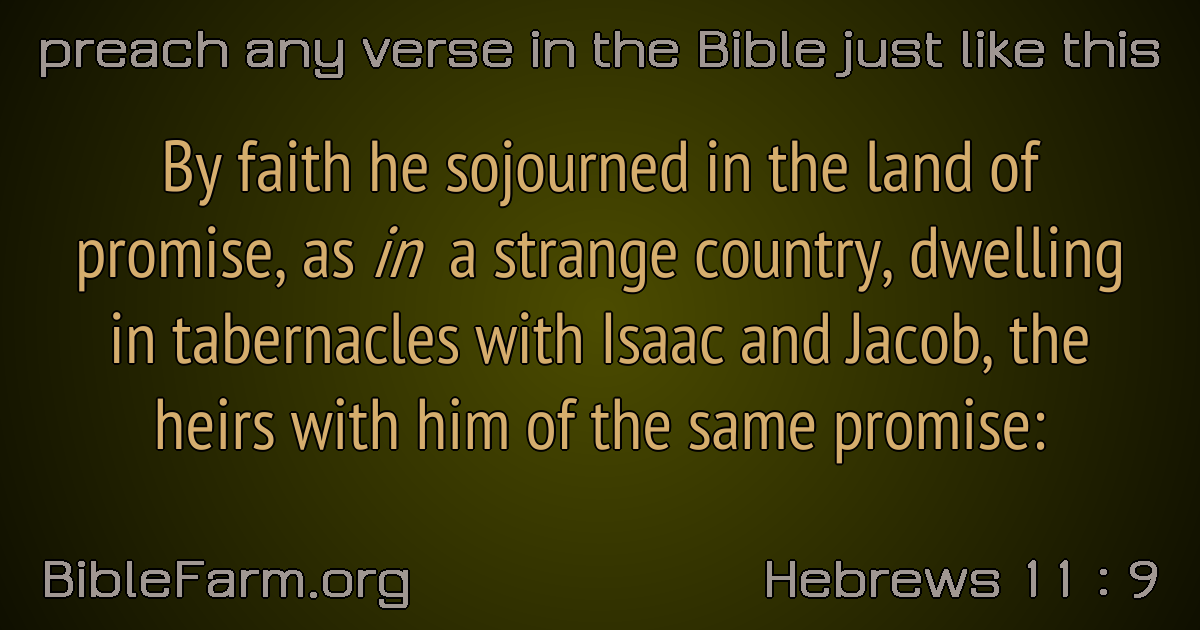 preach any verse in the Bible just like this
By faith he sojourned in the land of
promise, as in a strange country, dwelling
in tabernacles with Isaac and Jacob, the
heirs with him of the same promise:
BibleFarm.org
Hebrews 11 : 9